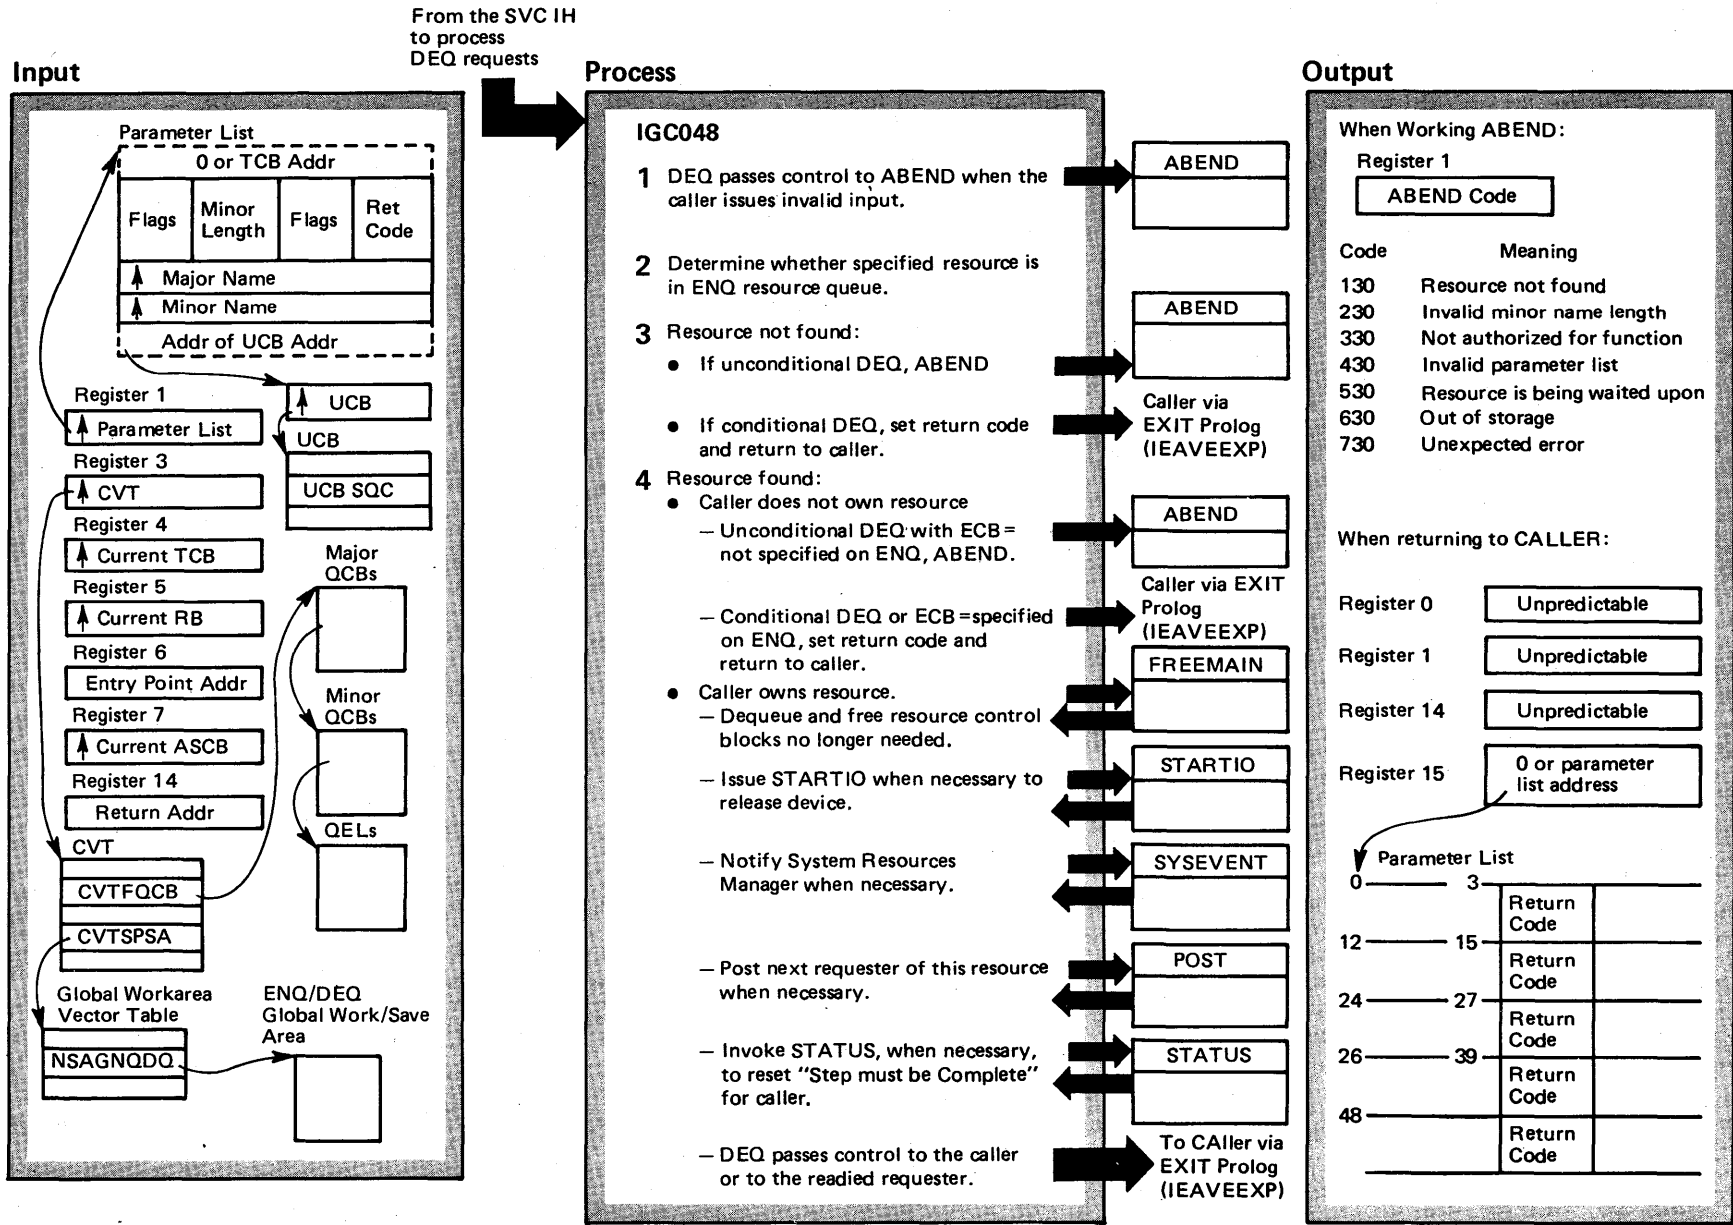 From the SVC IH
to process
DEQ requests
Input
Parameter List
0 or TCB Addr
Flags
Minor
Length
Flags
Ret
Code
Major Name
Minor Name
Addr of UCB Addr
Register 1
Parameter List
UCB
UCB
UCB SQC
Register 3
CVT
Register 4
Current TCB
Register 5
Current RB
Register 6
Entry Point Addr
Register 7
Current ASCB
Register 14
Return Addr
Major
QCBs
Minor
QCBs
QELs
CVT
CVTFQCB
CVTSPSA
Global Workarea
Vector Table
NSAGNQDQ
ENQ/DEQ
Global Work/Save
Area
Process
IGC048
1 DEQ passes control to ABEND when the
caller issues invalid input.
ABEND
2 Determine whether specified resource is
in ENQ resource queue.
3 Resource not found:
• If unconditional DEQ, ABEND
ABEND
• If conditional DEQ, set return code
and return to caller.
Caller via
EXIT Prolog
(IEAVEEXP)
4 Resource found:
• Caller does not own resource
— Unconditional DEQ with ECB=
not specified on ENQ, ABEND.
ABEND
— Conditional DEQ or ECB=specified
on ENQ, set return code and
return to caller.
Caller via EXIT
Prolog
(IEAVEEXP)
• Caller owns resource.
— Dequeue and free resource control
blocks no longer needed.
FREEMAIN
— Issue STARTIO when necessary to
release device.
STARTIO
— Notify System Resources
Manager when necessary.
SYSEVENT
— Post next requester of this resource
when necessary.
POST
— Invoke STATUS, when necessary,
to reset "Step must be Complete"
for caller.
STATUS
— DEQ passes control to the caller
or to the readied requester.
To CAller via
EXIT Prolog
(IEAVEEXP)
Output
When Working ABEND:
Register 1
ABEND Code
Code Meaning
130 Resource not found
230 Invalid minor name length
330 Not authorized for function
430 Invalid parameter list
530 Resource is being waited upon
630 Out of storage
730 Unexpected error
When returning to CALLER:
Register 0 Unpredictable
Register 1 Unpredictable
Register 14 Unpredictable
Register 15
0 or parameter
list address
Parameter List
0 3
Return
Code
12 15
Return
Code
24 27
Return
Code
26 39
Return
Code
48
Return
Code